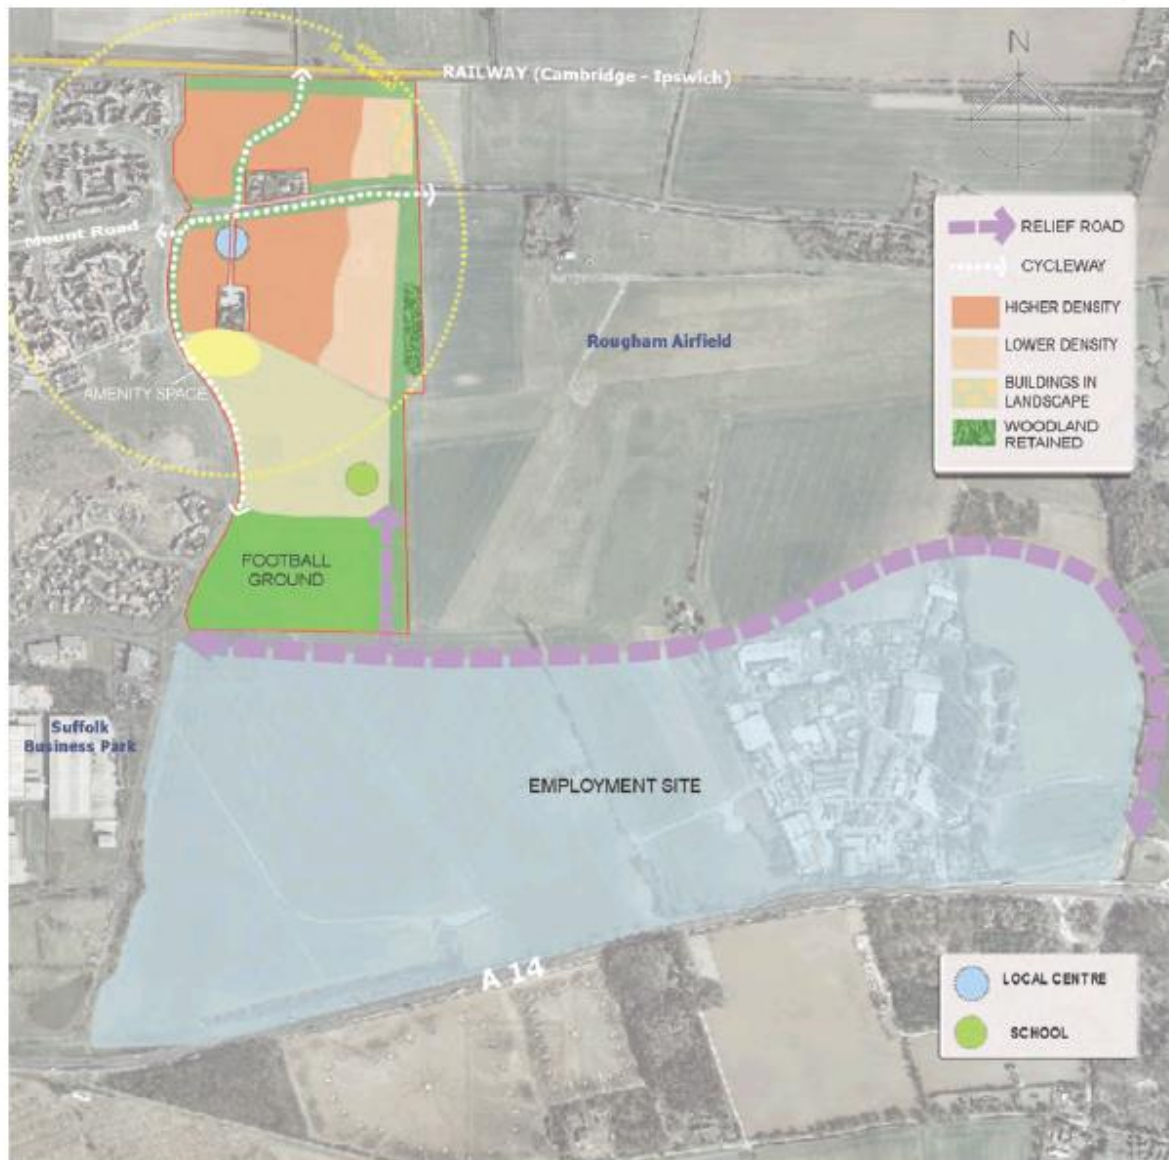 RAILWAY (Cambridge - Ipswich)
N
Mount Road
RELIEF ROAD
CYCLEWAY
HIGHER DENSITY
LOWER DENSITY
BUILDINGS IN
LANDSCAPE
WOODLAND
RETAINED
Rougham Airfield
AMENITY SPACE
FOOTBALL
GROUND
Suffolk
Business Park
EMPLOYMENT SITE
A 14
LOCAL CENTRE
SCHOOL